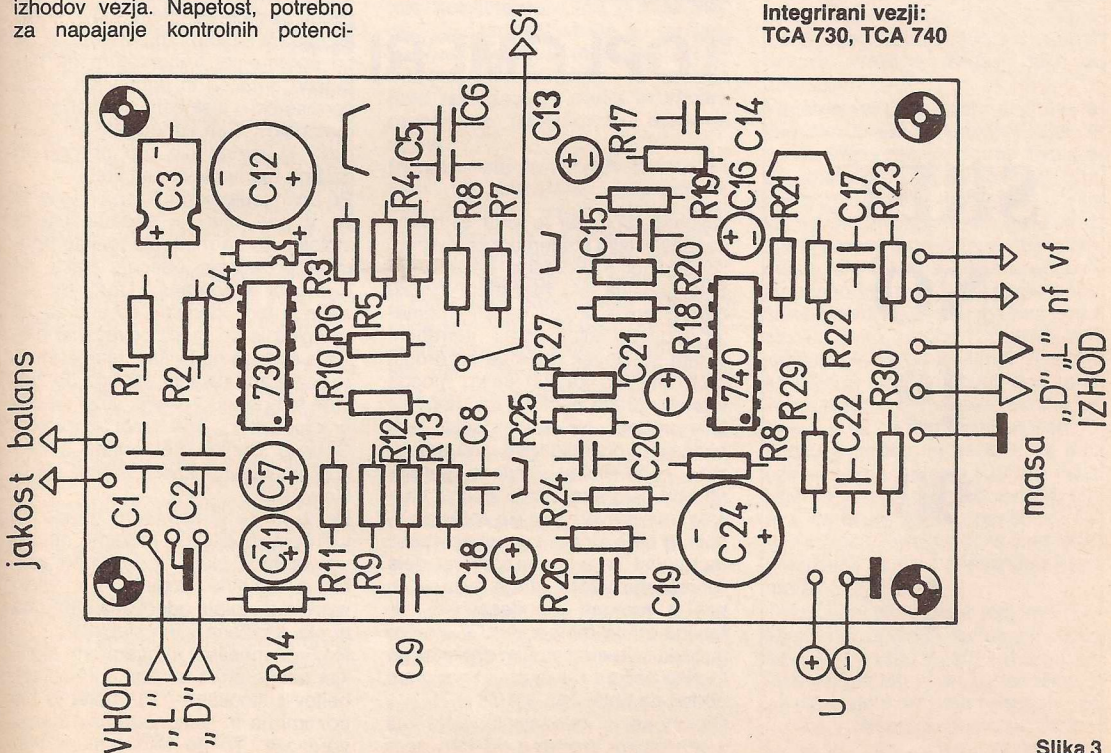 izhodov vezja. Napetost, potrebno
za napajanje kontrolnih potenci-
Integrirani vezji:
TCA 730, TCA 740
S1
jakost
balans
VHOD
„L”
„D”
C1
C2
R1
R2
C3
-
+
C4
C12
-
+
730
C7
-
+
C11
-
+
R14
R3
R6
R10
R5
R4
C5
C6
R8
R7
R12
R13
R11
R9
C9
C8
C18
+
-
R25
R27
C13
+
-
R17
C14
C15
R19
C16
+
-
R20
R18
C21
+
-
C20
R24
R26
C19
740
R8
C24
-
+
R21
C17
R23
R22
R29
C22
R30
vf
nf
„L”
„D”
IZHOD
masa
U
+
-
Slika 3